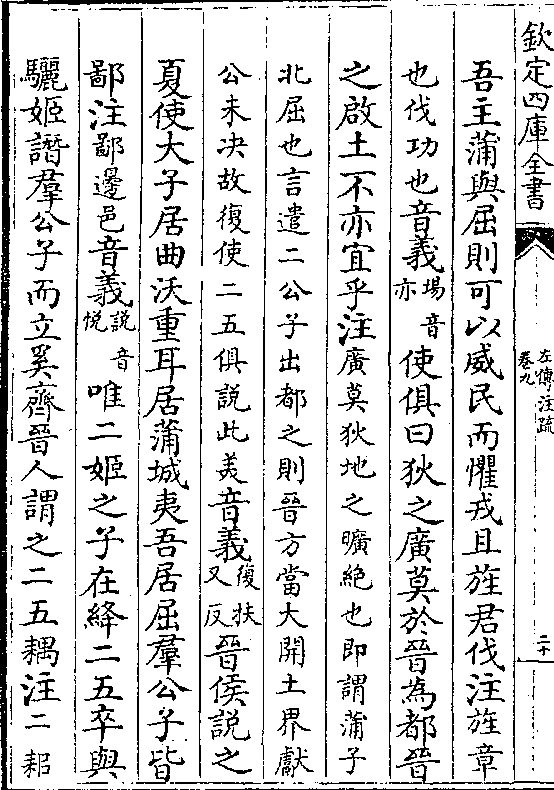 欽定四庫全書
左傳注疏
卷九
二十
吾主蒲與屈則可以威民而懼戎且旌君伐注旌章
也伐功也音義埸音亦使俱曰狄之廣莫於晉為都晉
之啟土不亦宜乎注廣莫狄地之曠絶也即謂蒲子
北屈也言遣二公子出都之則晉方當大開土界獻
公未决故復使二五俱說此美音義復扶又反晉侯說之
夏使大子居曲沃重耳居蒲城夷吾居屈羣公子皆
鄙注鄙邊邑音義說音悦唯二姬之子在絳二五卒與
驪姬譖羣公子而立奚齊晉人謂之二五耦注二耜